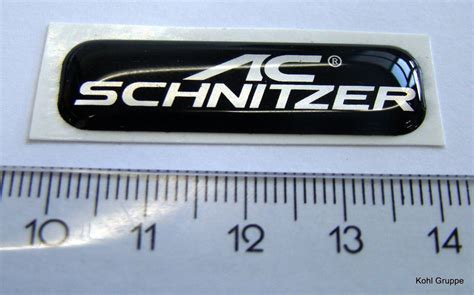 AC®
SCHNITZER
10 11 12 13 14
Kohl Gruppe